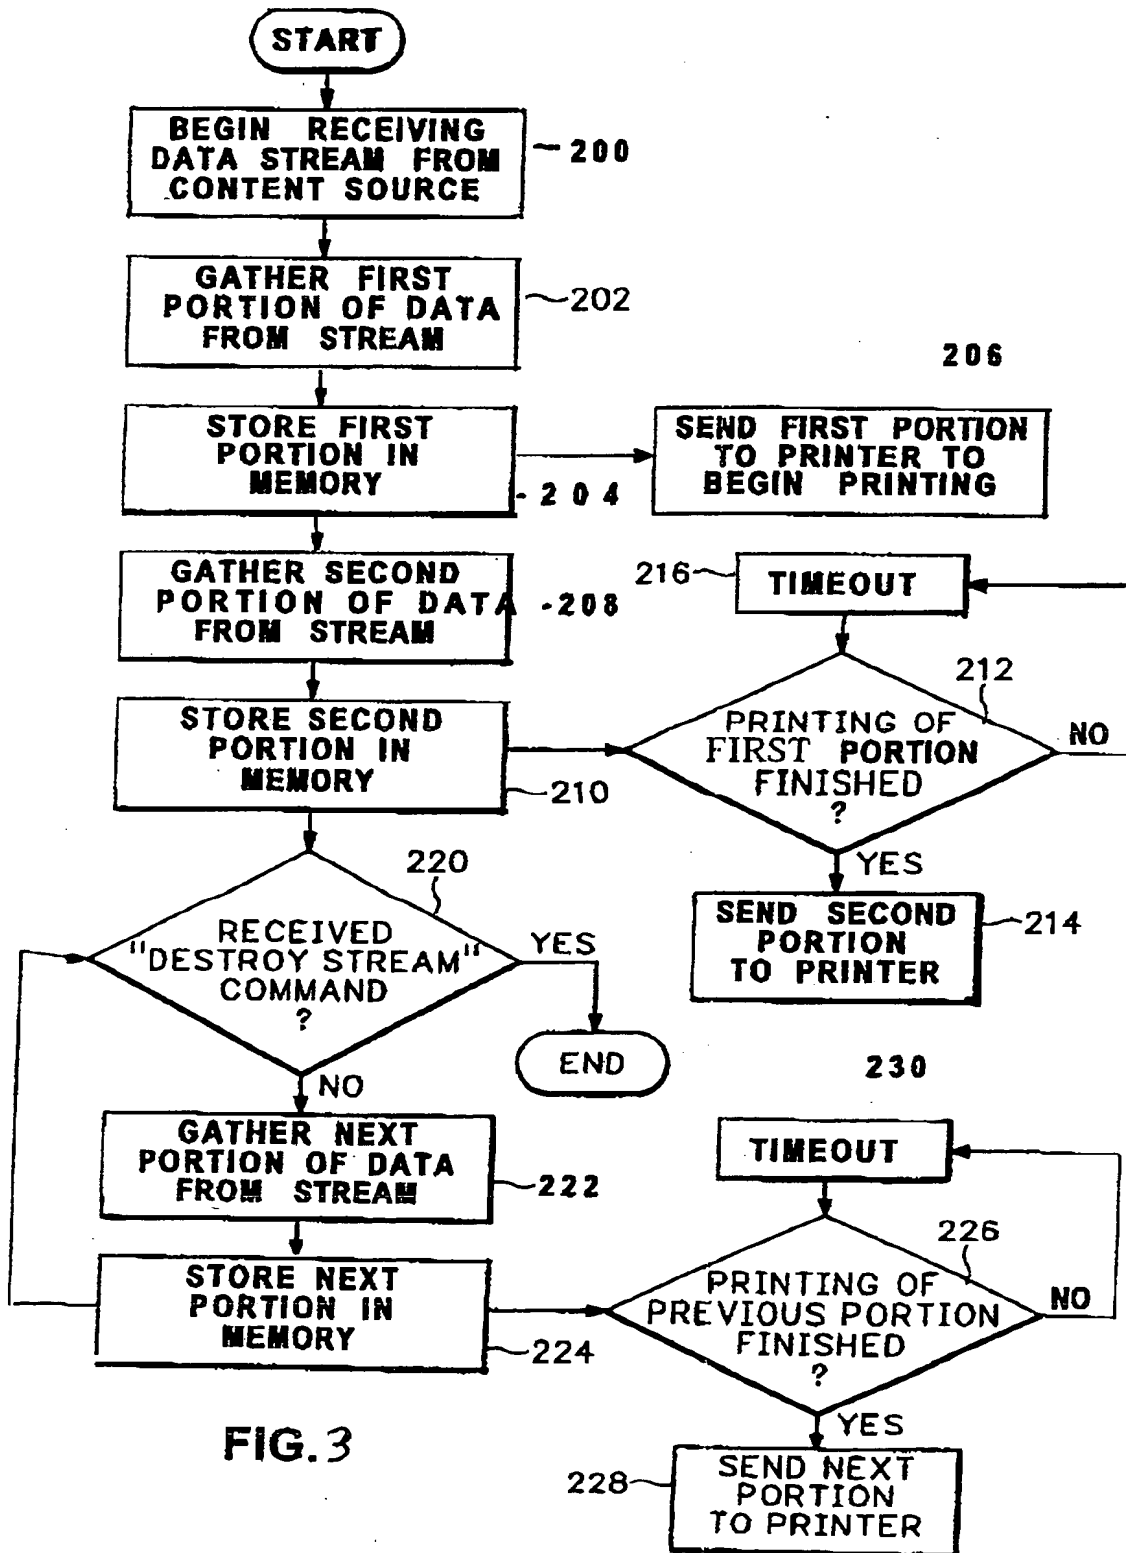 START
BEGIN RECEIVING
DATA STREAM FROM
CONTENT SOURCE
~200
GATHER FIRST
PORTION OF DATA
FROM STREAM
202
206
STORE FIRST
PORTION IN
MEMORY
-204
SEND FIRST PORTION
TO PRINTER TO
BEGIN PRINTING
GATHER SECOND
PORTION OF DATA
FROM STREAM
-208
216
TIMEOUT
STORE SECOND
PORTION IN
MEMORY
210
212
PRINTING OF
FIRST PORTION
FINISHED
?
NO
YES
SEND SECOND
PORTION
TO PRINTER
214
220
RECEIVED
"DESTROY STREAM"
COMMAND
?
YES
END
NO
230
GATHER NEXT
PORTION OF DATA
FROM STREAM
222
TIMEOUT
STORE NEXT
PORTION IN
MEMORY
224
226
PRINTING OF
PREVIOUS PORTION
FINISHED
?
NO
YES
228
SEND NEXT
PORTION
TO PRINTER
FIG.3